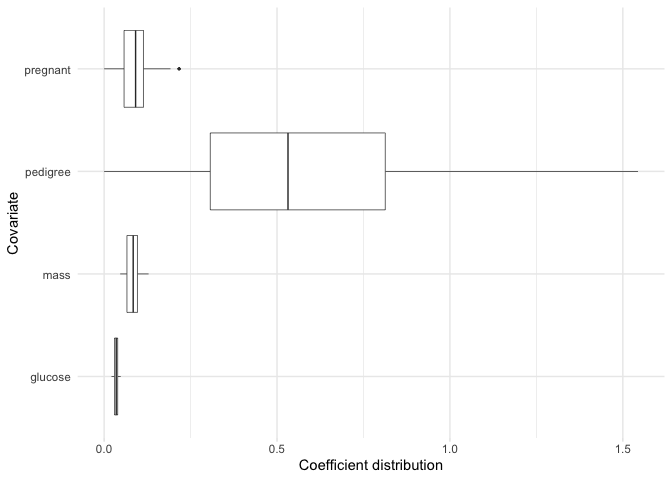 pregnant
pedigree
mass
glucose
Covariate
0.0 0.5 1.0 1.5
Coefficient distribution